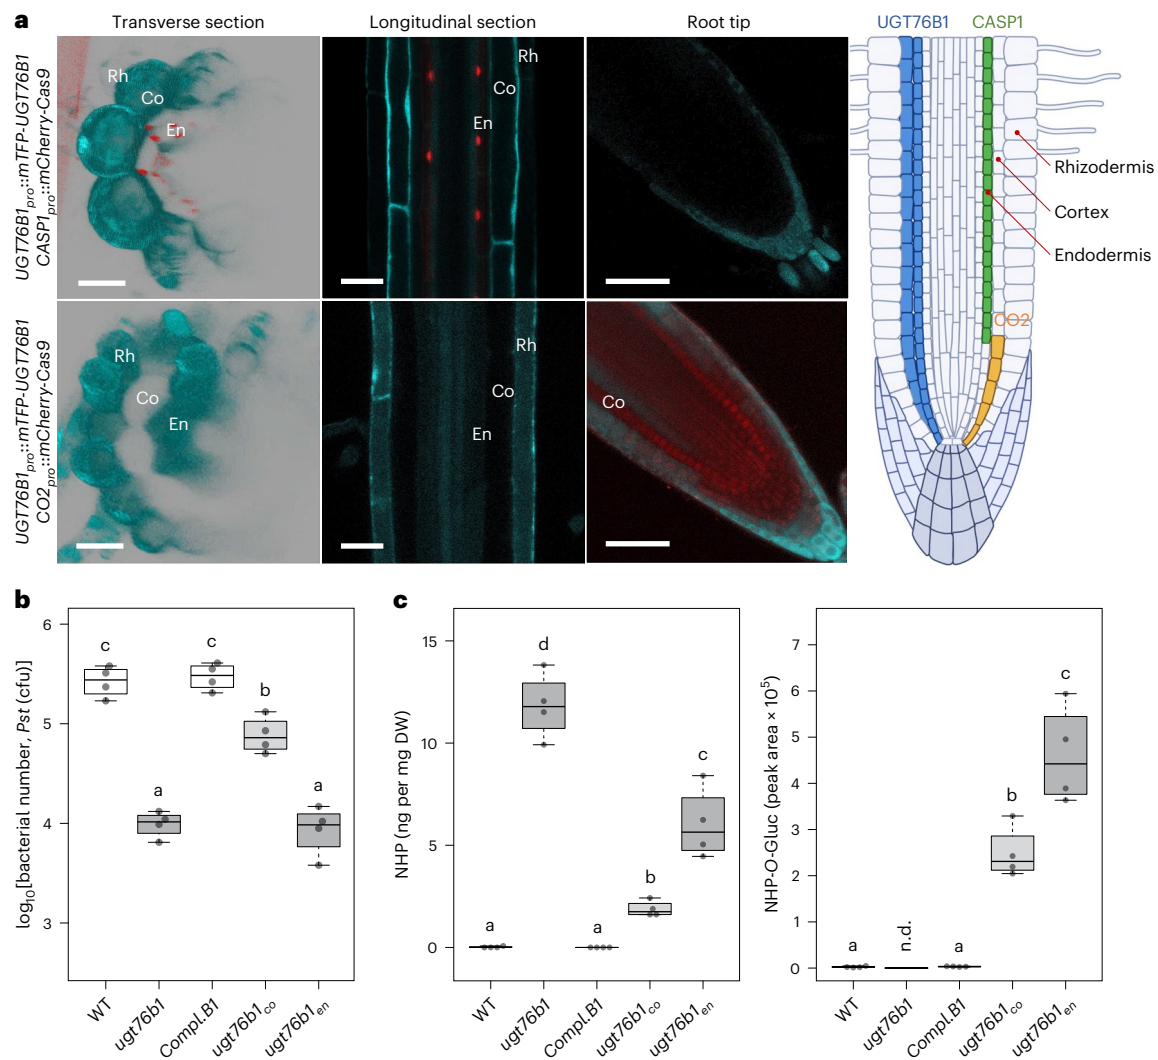 a
Transverse section
Longitudinal section
Root tip
UGT76B1pro::mTFP-UGT76B1
CASP1pro::mCherry-Cas9
Rh
Co
En
Rh
Co
En
UGT76B1 CASP1
Rhizodermis
Cortex
Endodermis
CO2
UGT76B1pro::mTFP-UGT76B1
CO2pro::mCherry-Cas9
Rh
Co
En
Rh
Co
En
Co
b
log10[bacterial number, Pst (cfu)]
6
5
4
3
c
a
c
b
a
WT
ugt76b1
Compl.B1
ugt76b1co
ugt76b1en
c
NHP (ng per mg DW)
15
10
5
0
a
d
a
b
c
WT
ugt76b1
Compl.B1
ugt76b1co
ugt76b1en
NHP-O-Gluc (peak area × 10⁵)
7
6
5
4
3
2
1
0
a
n.d.
a
b
c
WT
ugt76b1
Compl.B1
ugt76b1co
ugt76b1en